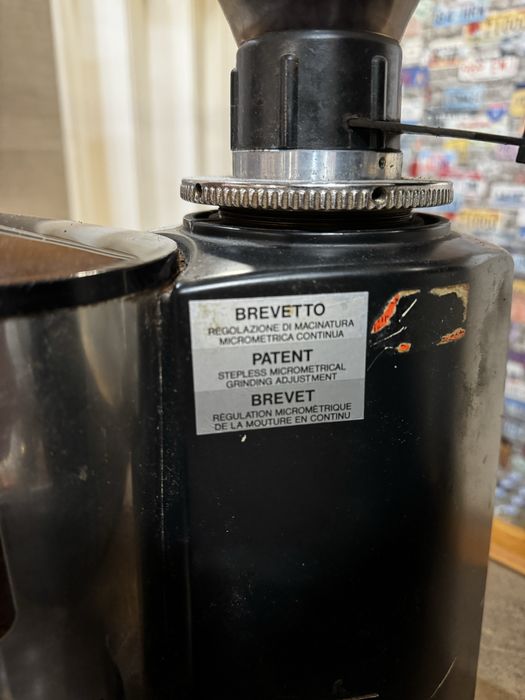 BREVETTO
REGOLAZIONE DI MACINATURA
MICROMETRICA CONTINUA
PATENT
STEPLESS MICROMETRICAL
GRINDING ADJUSTMENT
BREVET
RÉGULATION MICROMÉTRIQUE
DE LA MOUTURE EN CONTINU